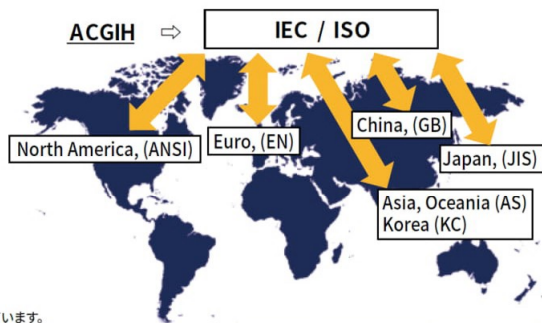 ACGIH ⇨ IEC / ISO
North America, (ANSI)
Euro, (EN)
China, (GB)
Japan, (JIS)
Asia, Oceania (AS)
Korea (KC)
います。